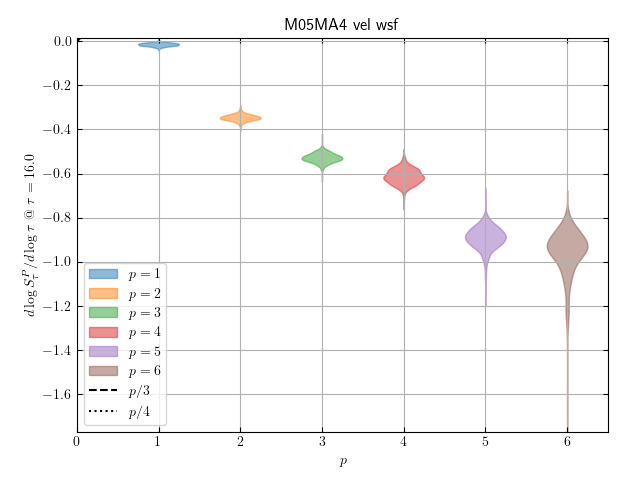 M05MA4 vel wsf
d log S_τ^p / d log τ @ τ = 16.0
0.0
−0.2
−0.4
−0.6
−0.8
−1.0
−1.2
−1.4
−1.6
p = 1
p = 2
p = 3
p = 4
p = 5
p = 6
p/3
p/4
0 1 2 3 4 5 6
p